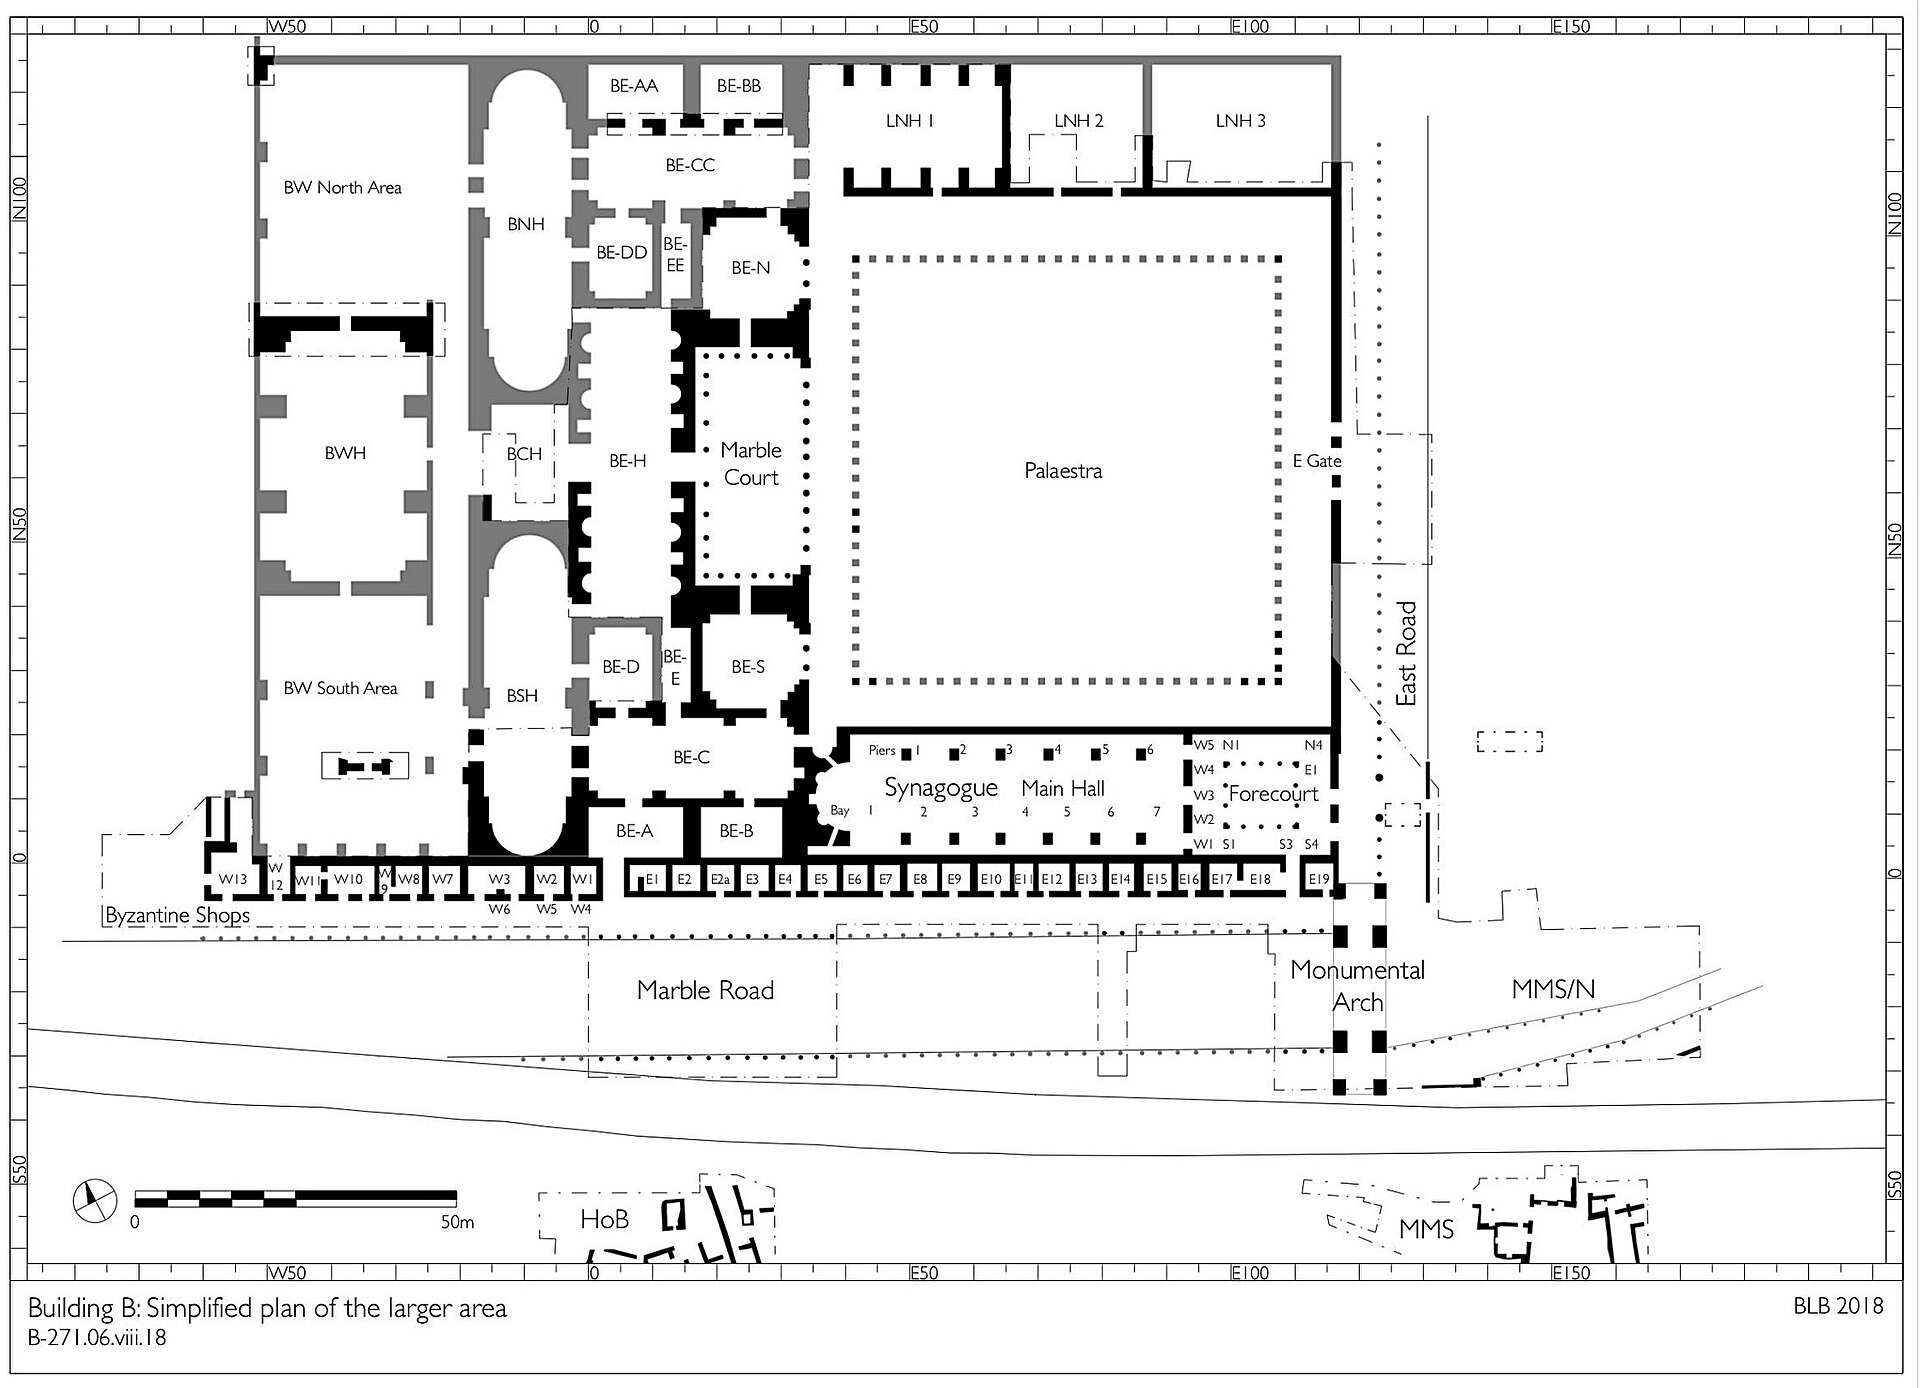 W50 0 E50 E100 E150
BE-AA BE-BB
LNH 1 LNH 2 LNH 3
BE-CC
BW North Area
N100 N100
BNH
BE-DD BE-
EE BE-N
BWH BCH BE-H Marble
Court Palaestra E Gate
N50 N50
East Road
BW South Area BSH BE-D BE-
E BE-S
BE-C
Piers 1 2 3 4 5 6
W5 N1 N4
W4 E1
Synagogue Main Hall
W3 Forecourt
Bay 1 2 3 4 5 6 7
W2
W1 S1 S3 S4
BE-A BE-B
0 0
W13 W
12 W11 W10 W
9 W8 W7 W3 W2 W1 E1 E2 E2a E3 E4 E5 E6 E7 E8 E9 E10 E11 E12 E13 E14 E15 E16 E17 E18 E19
W6 W5 W4
Byzantine Shops
Marble Road
Monumental
Arch
MMS/N
S50 S50
0 50m
HoB
MMS
W50 0 E50 E100 E150
Building B: Simplified plan of the larger area
BLB 2018
B-271.06.viii.18